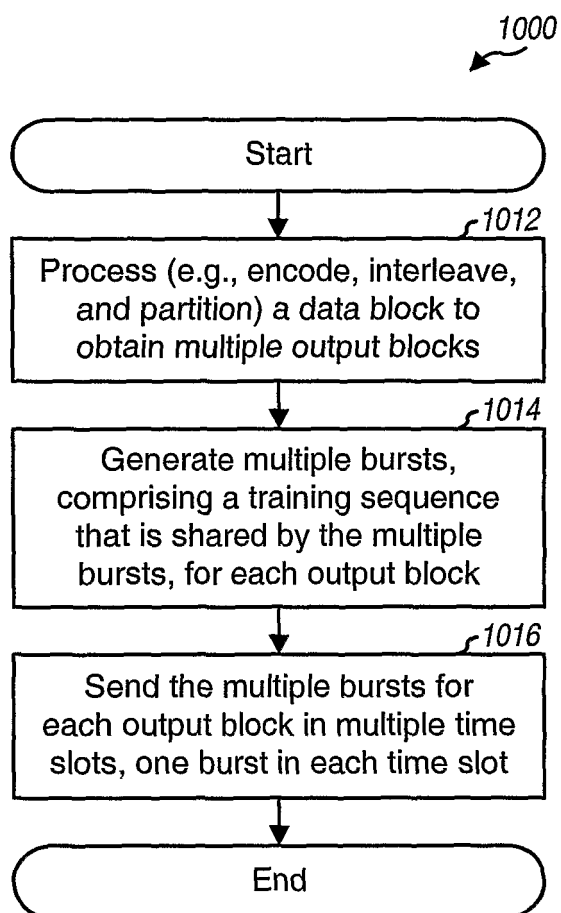 1000
Start
1012
Process (e.g., encode, interleave,
and partition) a data block to
obtain multiple output blocks
1014
Generate multiple bursts,
comprising a training sequence
that is shared by the multiple
bursts, for each output block
1016
Send the multiple bursts for
each output block in multiple time
slots, one burst in each time slot
End